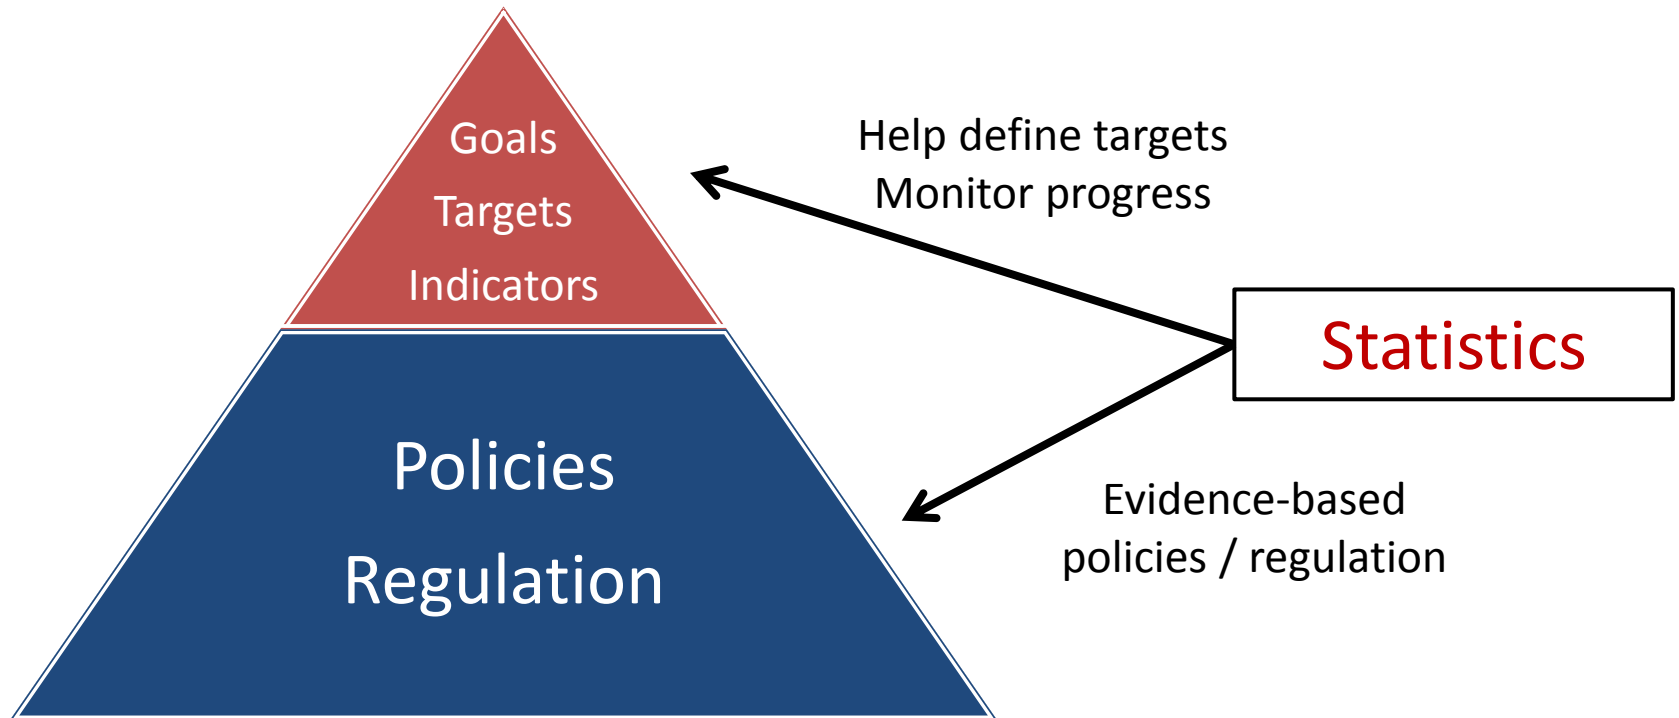 Goals
Targets
Indicators
Policies
Regulation
Help define targets
Monitor progress
Statistics
Evidence-based
policies / regulation